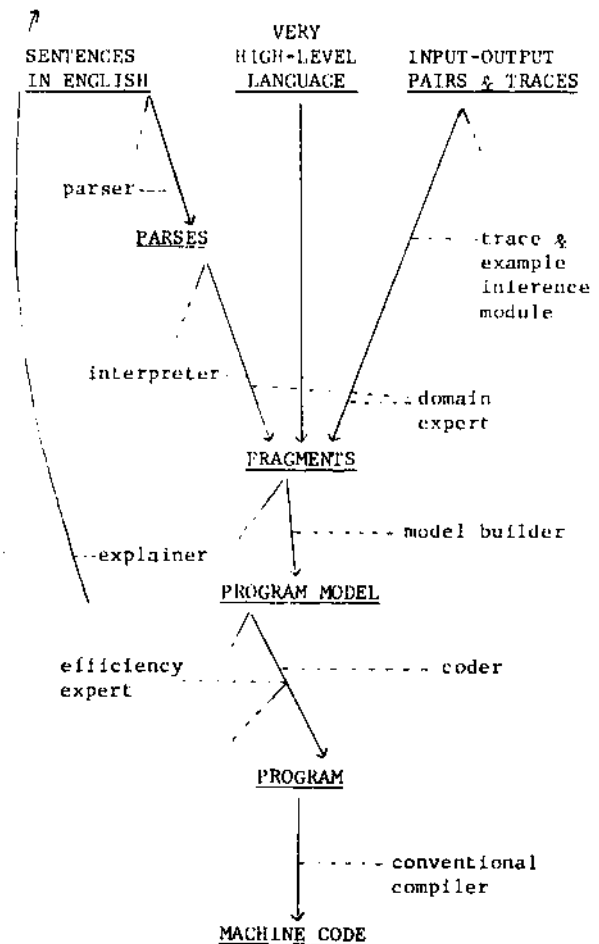 VERY
SENTENCES HIGH-LEVEL INPUT-OUTPUT
IN ENGLISH LANGUAGE PAIRS & TRACES
parser
PARSES
trace &
example
inference
module
interpreter
domain
expert
FRAGMENTS
model builder
explainer
PROGRAM MODEL
efficiency
expert
coder
PROGRAM
conventional
compiler
MACHINE CODE